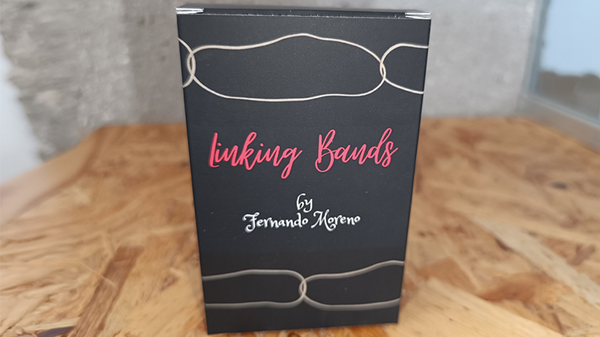 Linking Bands
by
Fernando Moreno